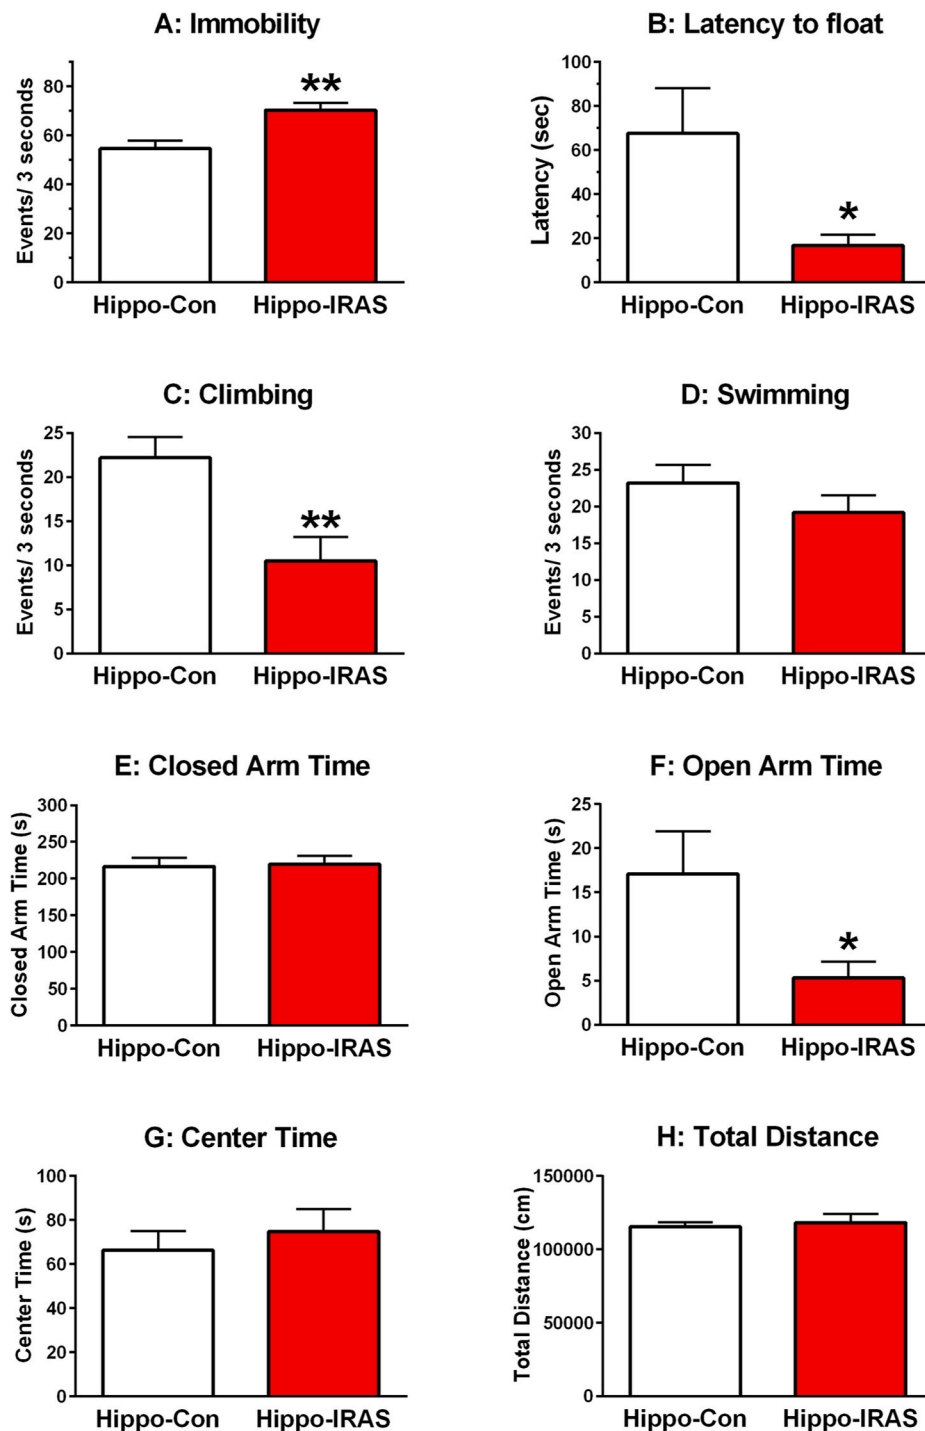 A: Immobility
Events/ 3 seconds
80
60
40
20
0
**
Hippo-Con Hippo-IRAS
B: Latency to float
Latency (sec)
100
80
60
40
20
0
*
Hippo-Con Hippo-IRAS
C: Climbing
Events/ 3 seconds
25
20
15
10
5
0
**
Hippo-Con Hippo-IRAS
D: Swimming
Events/ 3 seconds
30
25
20
15
10
5
0
Hippo-Con Hippo-IRAS
E: Closed Arm Time
Closed Arm Time (s)
300
250
200
150
100
50
0
Hippo-Con Hippo-IRAS
F: Open Arm Time
Open Arm Time (s)
25
20
15
10
5
0
*
Hippo-Con Hippo-IRAS
G: Center Time
Center Time (s)
100
80
60
40
20
0
Hippo-Con Hippo-IRAS
H: Total Distance
Total Distance (cm)
150000
100000
50000
0
Hippo-Con Hippo-IRAS